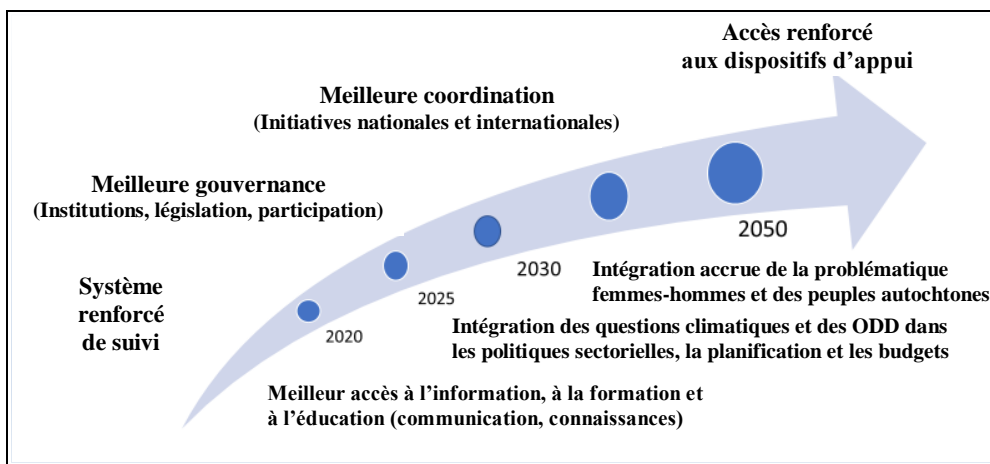 Accès renforcé
aux dispositifs d'appui
Meilleure coordination
(Initiatives nationales et internationales)
Meilleure gouvernance
(Institutions, législation, participation)
Système
renforcé
de suivi
2020
2025
2030
2050
Intégration accrue de la problématique
femmes-hommes et des peuples autochtones
Intégration des questions climatiques et des ODD dans
les politiques sectorielles, la planification et les budgets
Meilleur accès à l'information, à la formation et
à l'éducation (communication, connaissances)